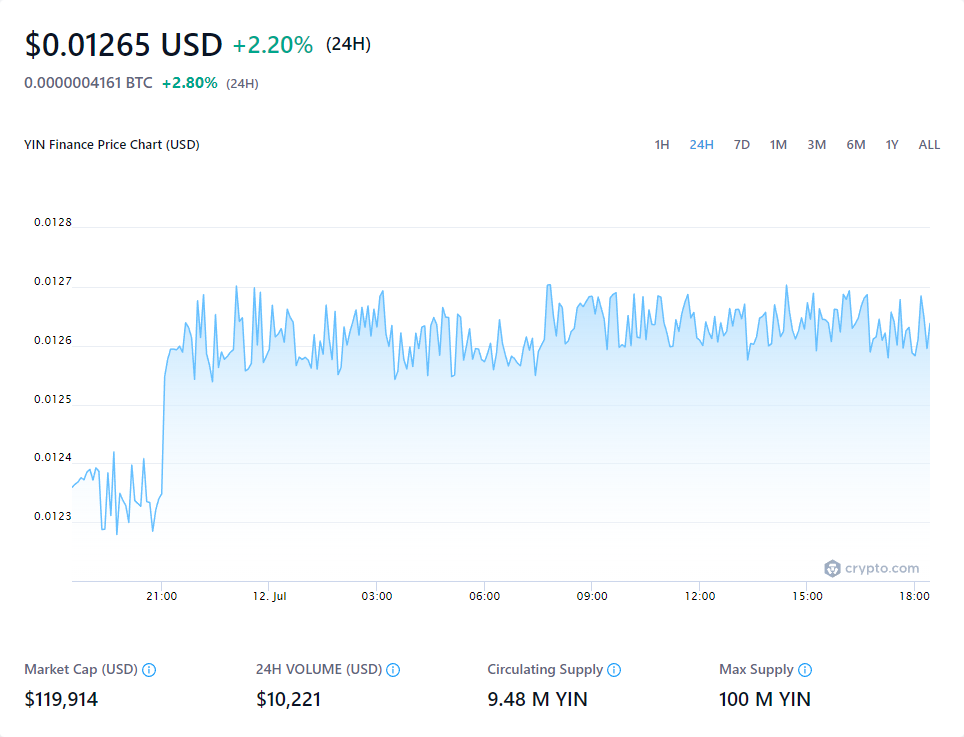 $0.01265 USD +2.20% (24H)
0.0000004161 BTC +2.80% (24H)
YIN Finance Price Chart (USD) 1H 24H 7D 1M 3M 6M 1Y ALL
0.0128
0.0127
0.0126
0.0125
0.0124
0.0123
crypto.com
21:00 12. Jul 03:00 06:00 09:00 12:00 15:00 18:00
Market Cap (USD) 24H VOLUME (USD) Circulating Supply Max Supply
$119,914 $10,221 9.48 M YIN 100 M YIN